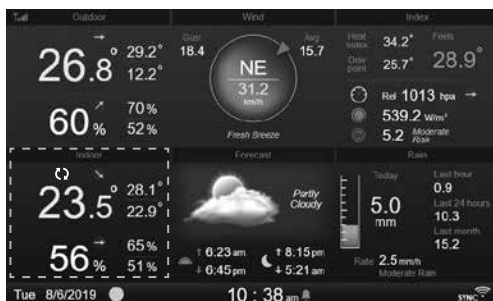 Outdoor
26.8° 29.2° 12.2°
60% 70% 52%
Wind
Gust 18.4
Avg 15.7
NE
31.2
km/h
Fresh Breeze
Index
Heat Index 34.2°
Dew point 25.7°
Feels 28.9°
Rel 1013 hpa
539.2 W/m²
5.2 Moderate Risk
Indoor
23.5° 28.1° 22.9°
56% 65% 51%
Forecast
Partly Cloudy
6:23 am
6:45 pm
8:15 pm
5:21 am
Rain
Today
5.0
mm
Last hour
0.9
Last 24 hours
10.3
Last month
15.2
Rate 2.5 mm/h
Moderate Rain
Tue 8/6/2019
10:38 am
SYNC